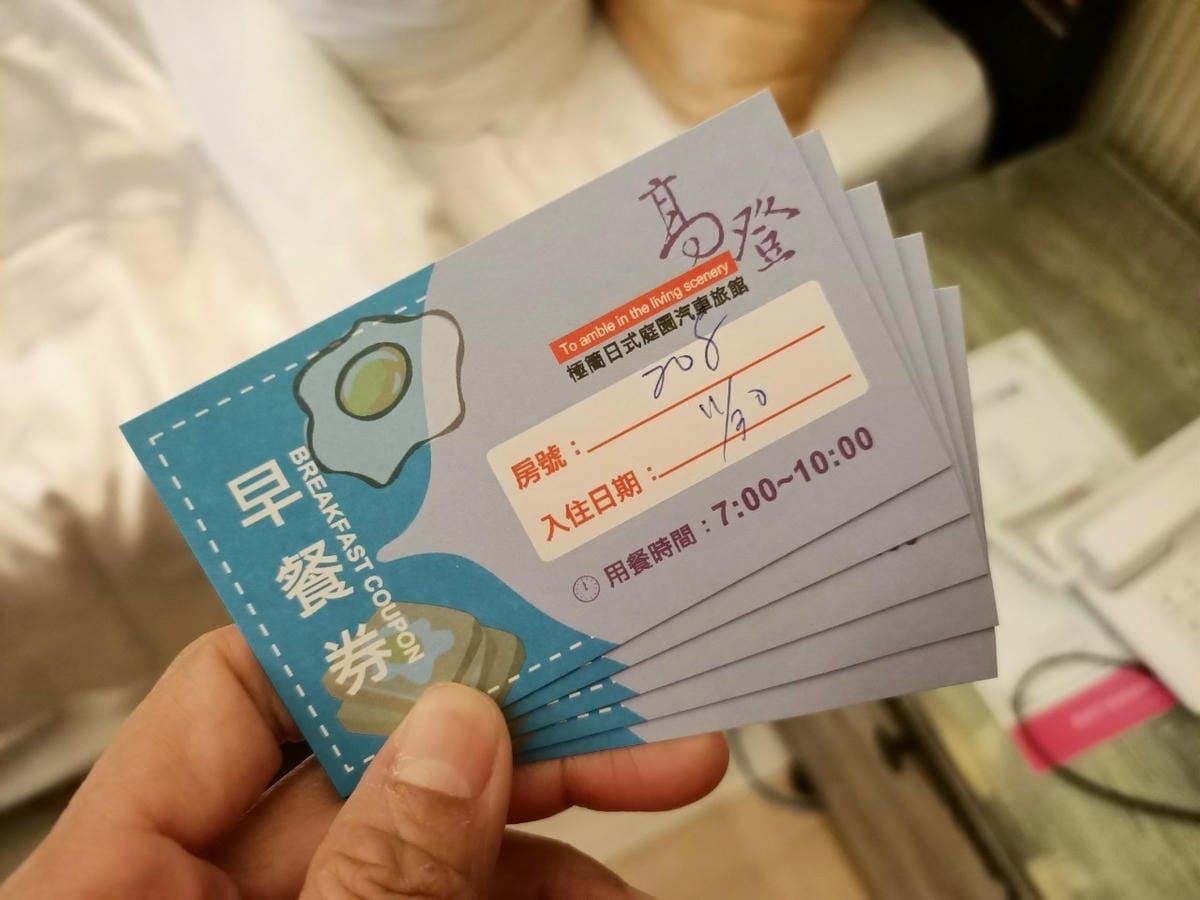 高登
To amble in the living scenery
極簡日式庭園汽車旅館
房號：208
入住日期：11/30
用餐時間：7:00~10:00
早餐券
BREAKFAST COUPON